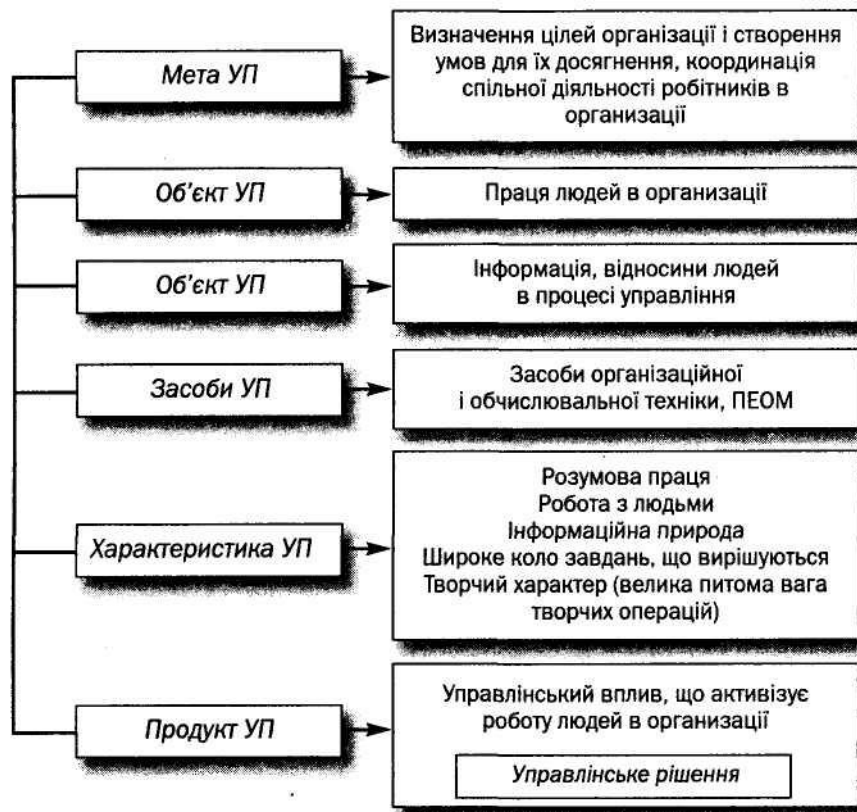 Мета УП
Визначення цілей організації і створення
умов для їх досягнення, координація
спільної діяльності робітників в
организації
Об'єкт УП
Праця людей в организації
Об'єкт УП
Інформація, відносини людей
в процесі управління
Засоби УП
Засоби організаційної
і обчислювальної техніки, ПЕОМ
Характеристика УП
Розумова праця
Робота з людьми
Інформаційна природа
Широке коло завдань, що вирішуються
Творчий характер (велика питома вага
творчих операцій)
Продукт УП
Управлінський вплив, що активізує
роботу людей в организації
Управлінське рішення